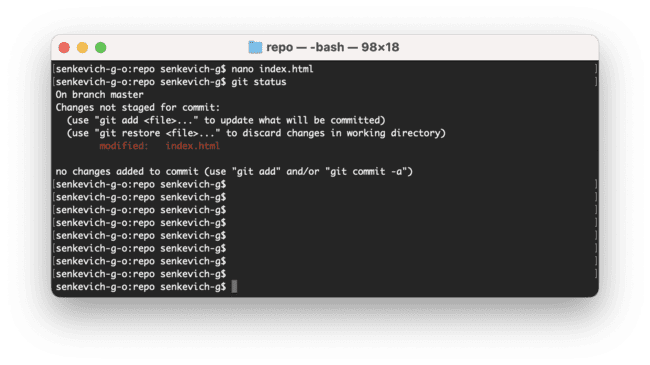 repo — -bash — 98×18
[senkevich-g-o:repo senkevich-g$ nano index.html ]
[senkevich-g-o:repo senkevich-g$ git status ]
On branch master
Changes not staged for commit:
  (use "git add <file>..." to update what will be committed)
  (use "git restore <file>..." to discard changes in working directory)
        modified:   index.html

no changes added to commit (use "git add" and/or "git commit -a")
[senkevich-g-o:repo senkevich-g$ ]
[senkevich-g-o:repo senkevich-g$ ]
[senkevich-g-o:repo senkevich-g$ ]
[senkevich-g-o:repo senkevich-g$ ]
[senkevich-g-o:repo senkevich-g$ ]
[senkevich-g-o:repo senkevich-g$ ]
[senkevich-g-o:repo senkevich-g$ ]
[senkevich-g-o:repo senkevich-g$ ]
senkevich-g-o:repo senkevich-g$